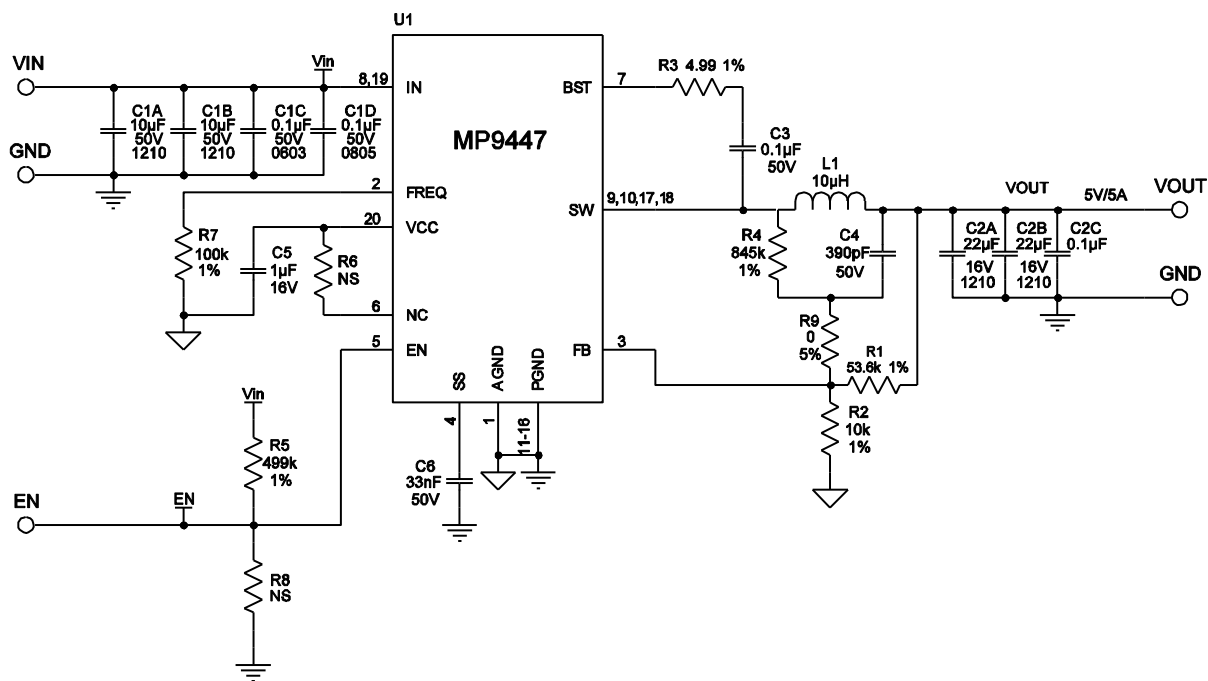 U1
VIN
GND
Vin
8,19
IN
C1A
10µF
50V
1210
C1B
10µF
50V
1210
C1C
0.1µF
50V
0603
C1D
0.1µF
50V
0805
MP9447
BST
7
R3 4.99 1%
C3
0.1µF
50V
2
FREQ
20
VCC
R7
100k
1%
C5
1µF
16V
R6
NS
6
NC
5
EN
SW
9,10,17,18
L1
10µH
R4
845k
1%
C4
390pF
50V
VOUT
5V/5A
VOUT
C2A
22µF
16V
1210
C2B
22µF
16V
1210
C2C
0.1µF
GND
FB
3
R9
0
5%
R1
53.6k 1%
R2
10k
1%
SS
AGND
PGND
4
1
11-16
C6
33nF
50V
Vin
R5
499k
1%
EN
EN
R8
NS